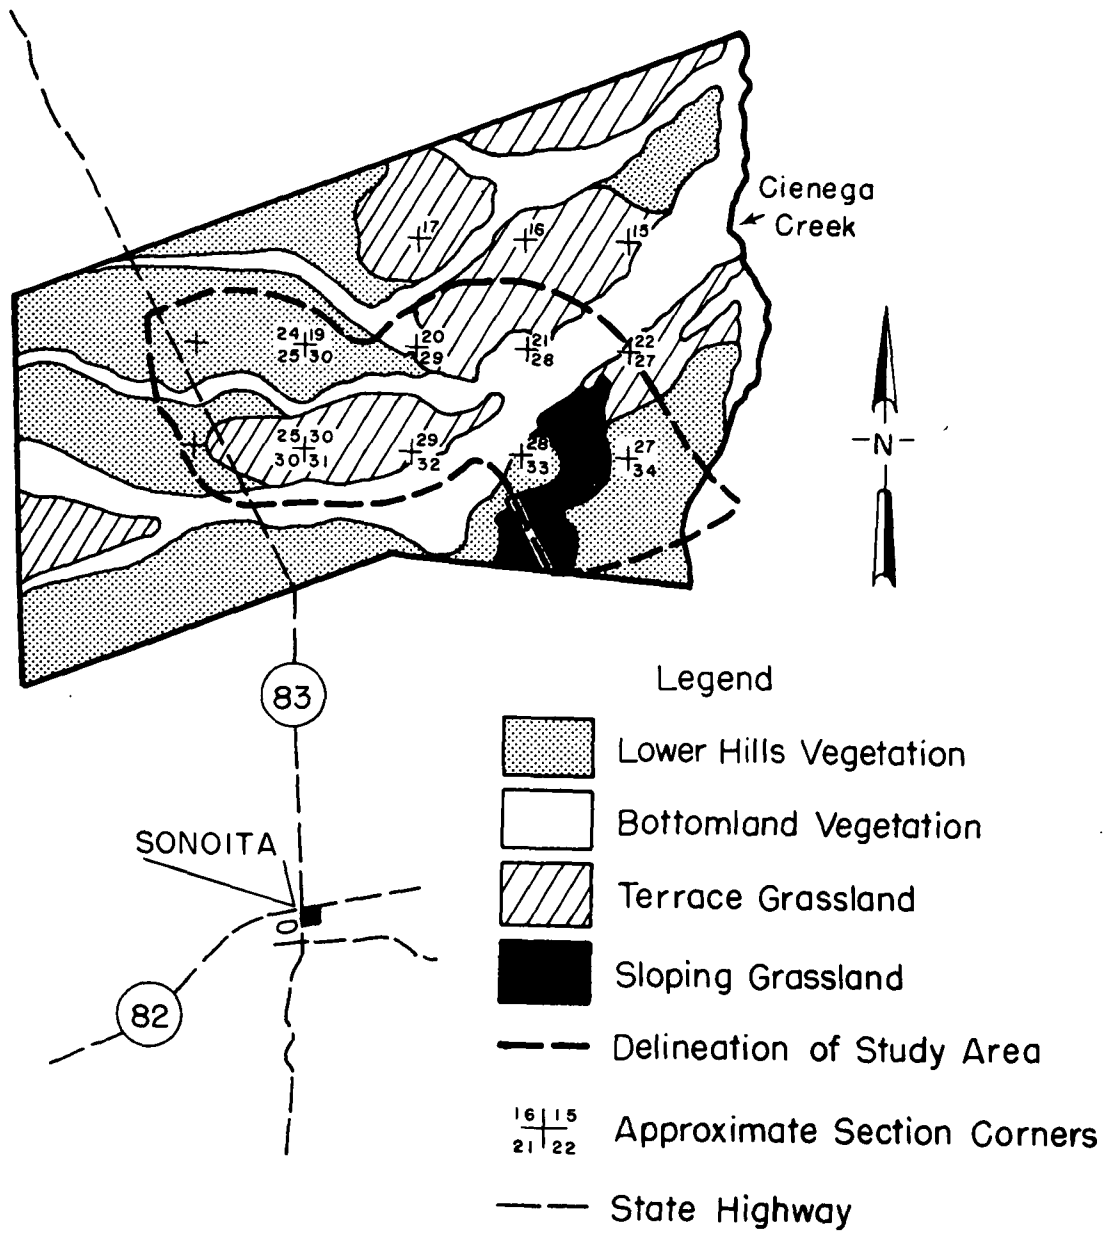 Cienega
Creek
17
16
15
24 19
25 30
20
29
21
28
22
27
25 30
30 31
29
32
28
33
27
34
N
83
SONOITA
82
Legend
Lower Hills Vegetation
Bottomland Vegetation
Terrace Grassland
Sloping Grassland
Delineation of Study Area
16 15
21 22
Approximate Section Corners
State Highway